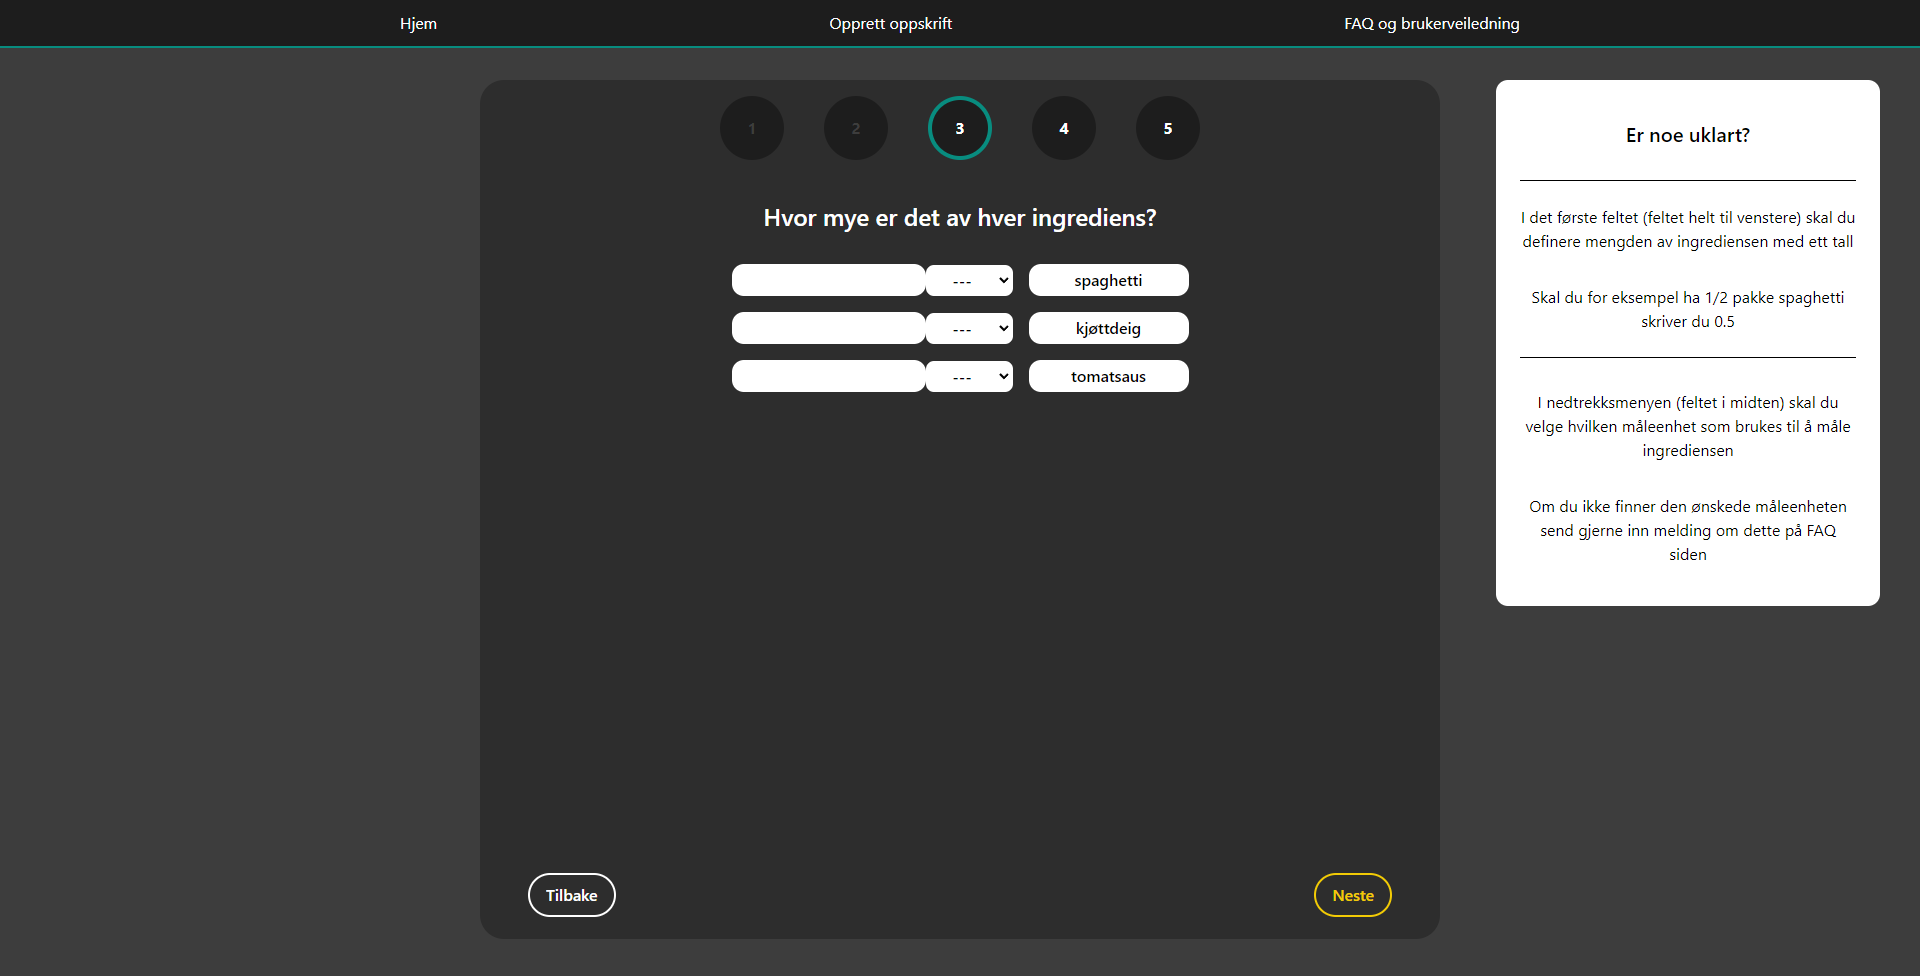 Hjem
Opprett oppskrift
FAQ og brukerveiledning
1
2
3
4
5
Hvor mye er det av hver ingrediens?
--- spaghetti
--- kjøttdeig
--- tomatsaus
Tilbake
Neste
Er noe uklart?
I det første feltet (feltet helt til venstere) skal du
definere mengden av ingrediensen med ett tall
Skal du for eksempel ha 1/2 pakke spaghetti
skriver du 0.5
I nedtrekksmenyen (feltet i midten) skal du
velge hvilken måleenhet som brukes til å måle
ingrediensen
Om du ikke finner den ønskede måleenheten
send gjerne inn melding om dette på FAQ
siden